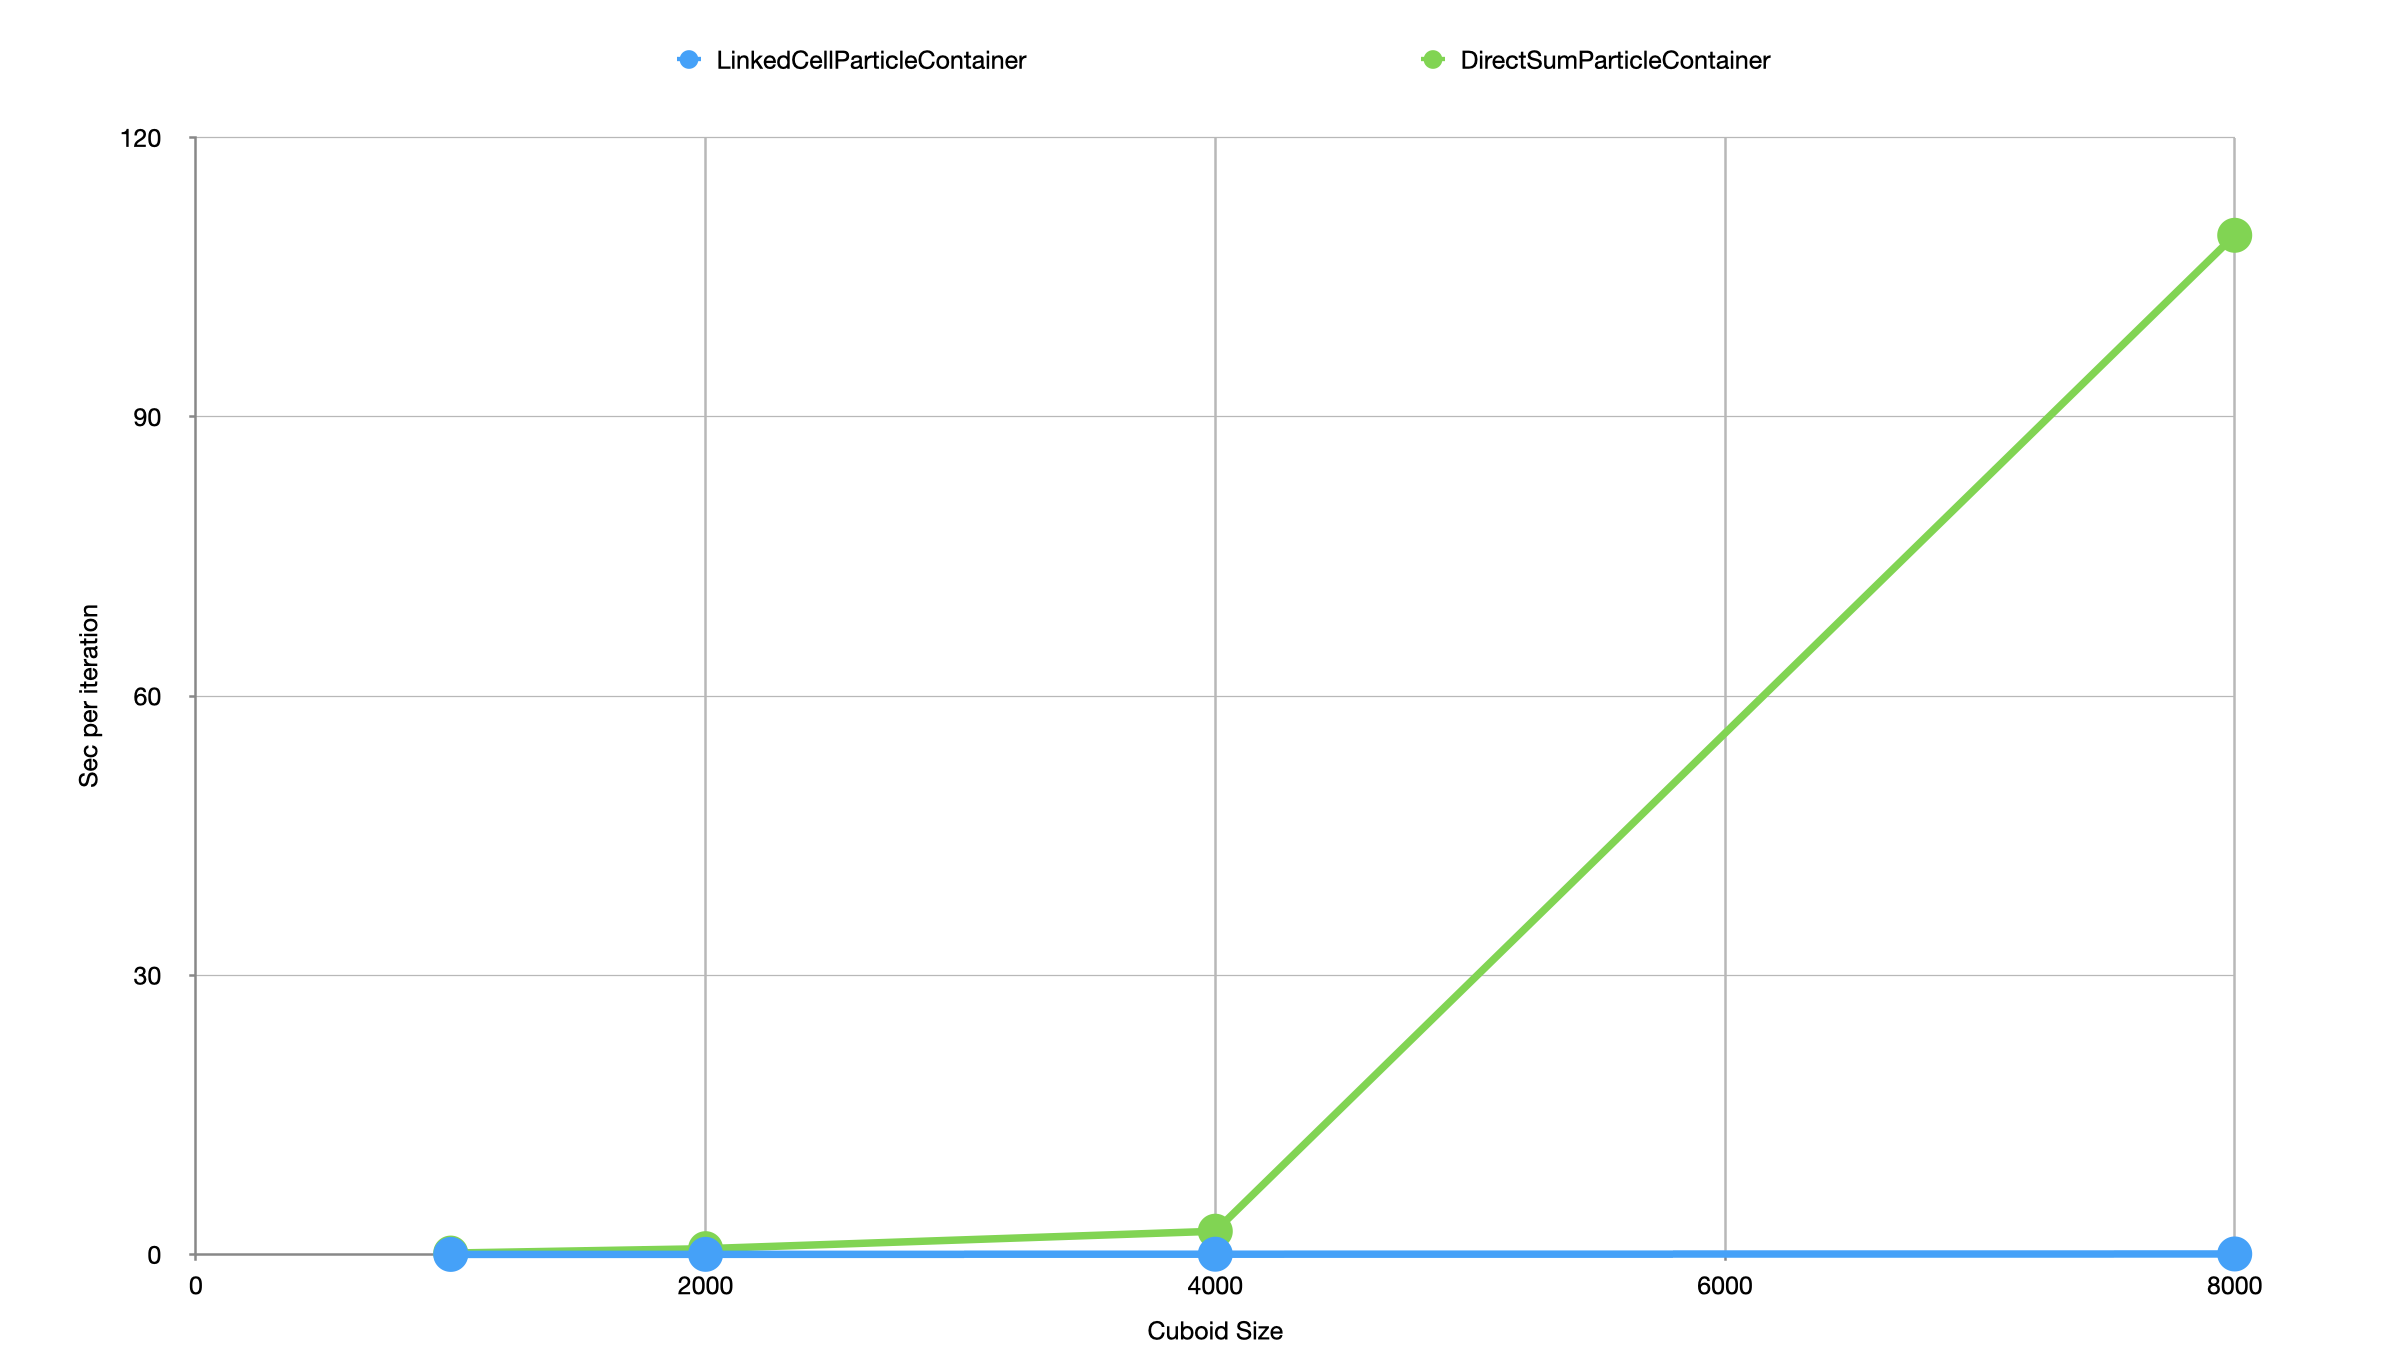 LinkedCellParticleContainer
DirectSumParticleContainer
120
90
60
30
0
Sec per iteration
0
2000
4000
6000
8000
Cuboid Size